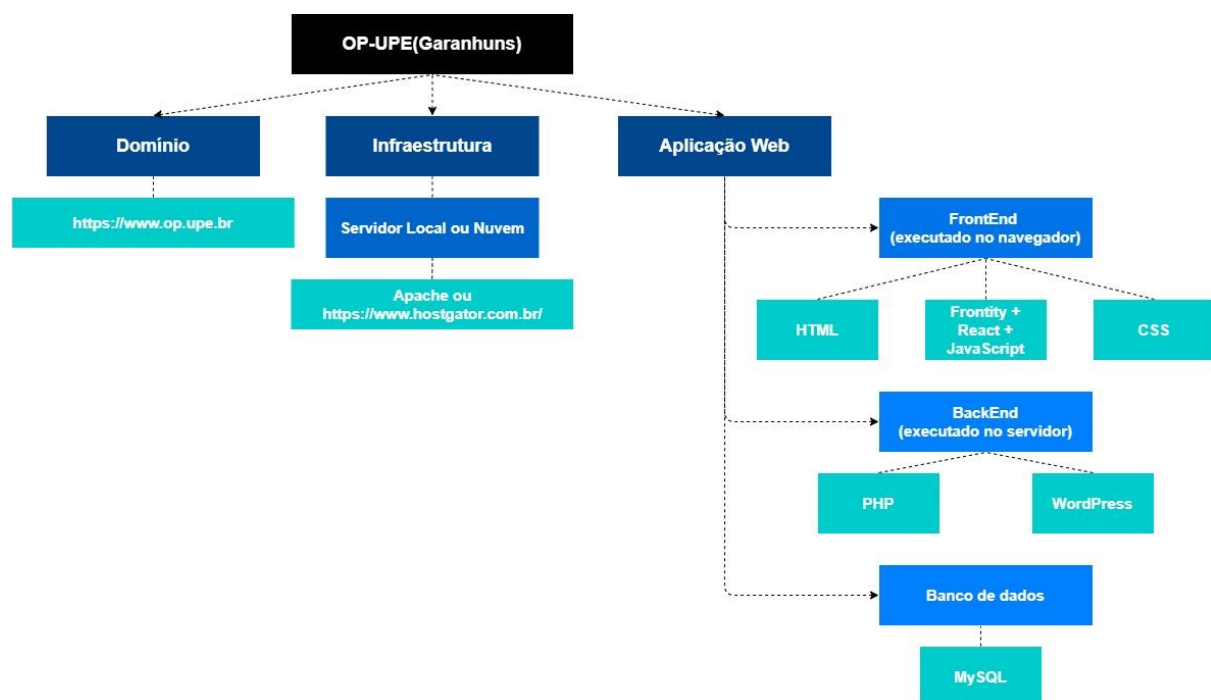 OP-UPE(Garanhuns)
Domínio
Infraestrutura
Aplicação Web
https://www.op.upe.br
Servidor Local ou Nuvem
Apache ou
https://www.hostgator.com.br/
FrontEnd
(executado no navegador)
HTML
Frontity +
React +
JavaScript
CSS
BackEnd
(executado no servidor)
PHP
WordPress
Banco de dados
MySQL